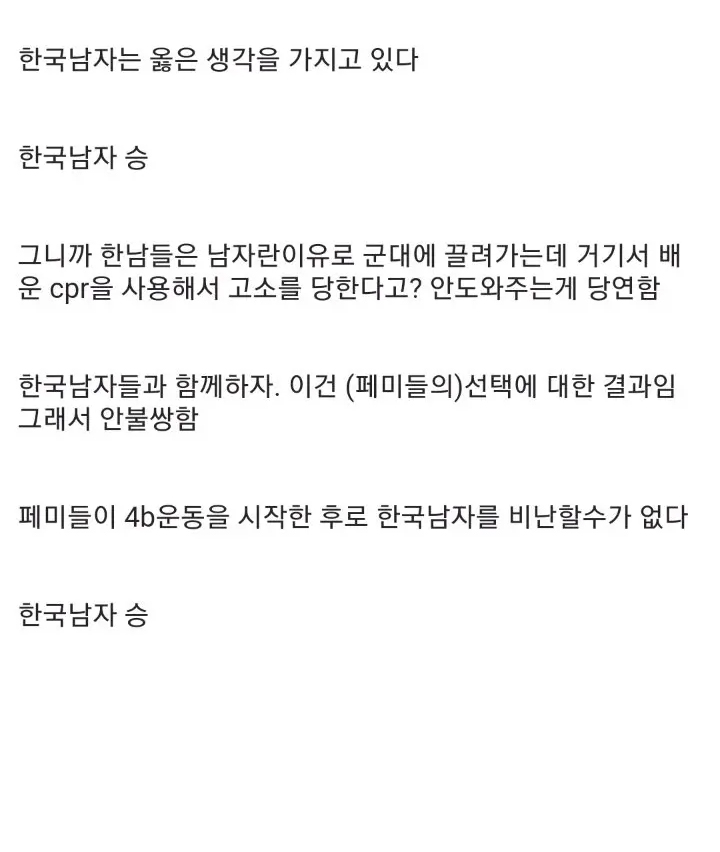 한국남자는 옳은 생각을 가지고 있다
한국남자 승
그니까 한남들은 남자란이유로 군대에 끌려가는데 거기서 배
운 cpr을 사용해서 고소를 당한다고? 안도와주는게 당연함
한국남자들과 함께하자. 이건 (페미들의)선택에 대한 결과임
그래서 안불쌍함
페미들이 4b운동을 시작한 후로 한국남자를 비난할수가 없다
한국남자 승